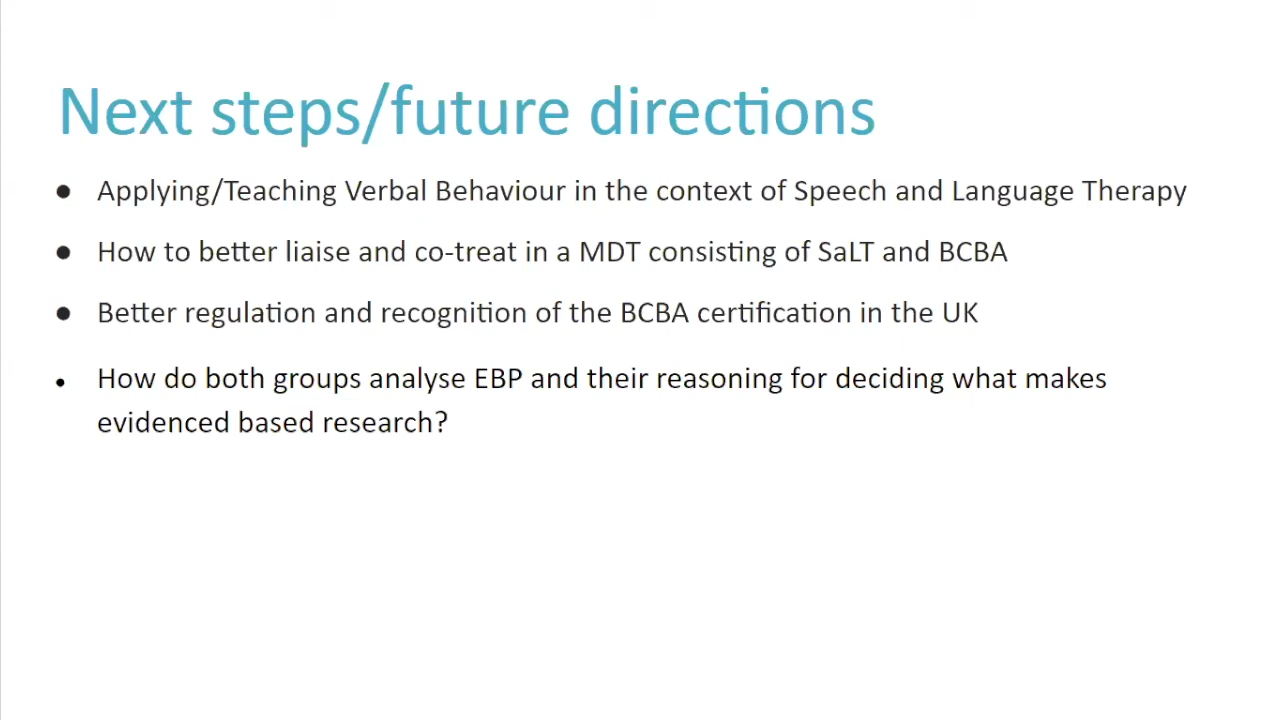 Next steps/future directions
● Applying/Teaching Verbal Behaviour in the context of Speech and Language Therapy
● How to better liaise and co-treat in a MDT consisting of SaLT and BCBA
● Better regulation and recognition of the BCBA certification in the UK
● How do both groups analyse EBP and their reasoning for deciding what makes
evidenced based research?